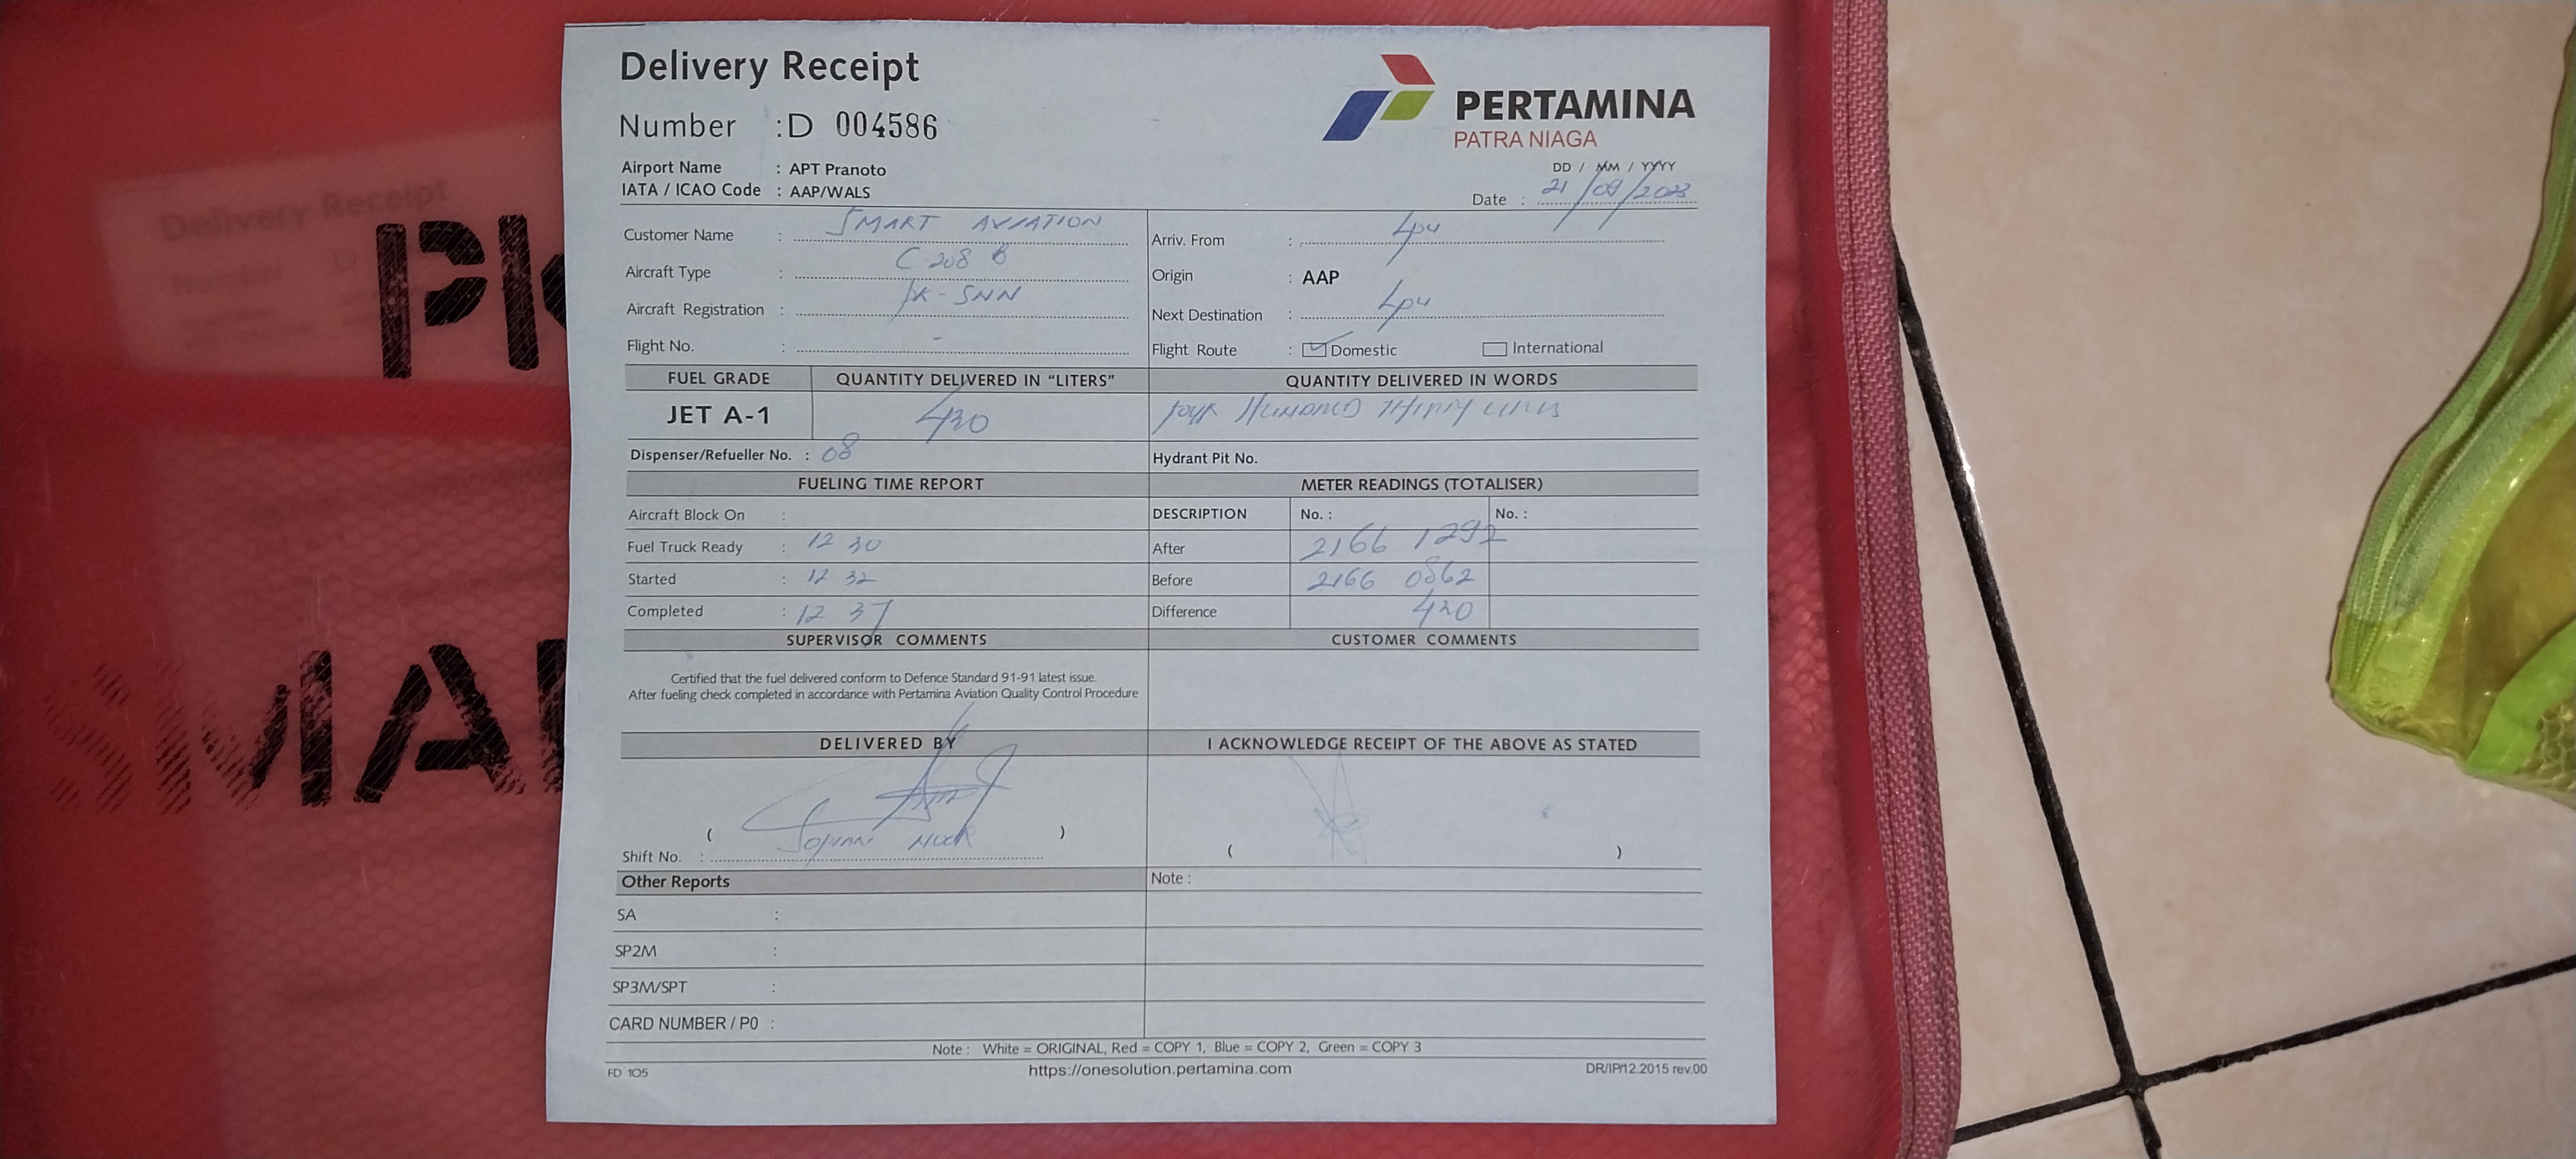 Delivery Receipt
Number : D 004586
PERTAMINA
PATRA NIAGA
Airport Name : APT Pranoto
IATA / ICAO Code : AAP/WALS
DD / MM / YYYY
Date : 21/09/2023
Customer Name : SMART AVIATION
Arriv. From : Lpu
Aircraft Type : C 208 B
Origin : AAP
Aircraft Registration : PK-SNN
Next Destination : Lpu
Flight No. : -
Flight Route : Domestic International
FUEL GRADE QUANTITY DELIVERED IN "LITERS" QUANTITY DELIVERED IN WORDS
JET A-1 430 FOUR HUNDRED THIRTY LITERS
Dispenser/Refueller No. : 08 Hydrant Pit No.
FUELING TIME REPORT METER READINGS (TOTALISER)
Aircraft Block On : DESCRIPTION No. : No. :
Fuel Truck Ready : 12 30 After 2166 1292
Started : 12 32 Before 2166 0862
Completed : 12 37 Difference 430
SUPERVISOR COMMENTS CUSTOMER COMMENTS
Certified that the fuel delivered conform to Defence Standard 91-91 latest issue.
After fueling check completed in accordance with Pertamina Aviation Quality Control Procedure
DELIVERED BY I ACKNOWLEDGE RECEIPT OF THE ABOVE AS STATED
( )
Shift No. :
( )
Other Reports Note :
SA :
SP2M :
SP3M/SPT :
CARD NUMBER / P0 :
Note : White = ORIGINAL, Red = COPY 1, Blue = COPY 2, Green = COPY 3
FD 105 https://onesolution.pertamina.com DR/IP/12.2015 rev.00
Delivery Receipt
Number D
PK
SMA